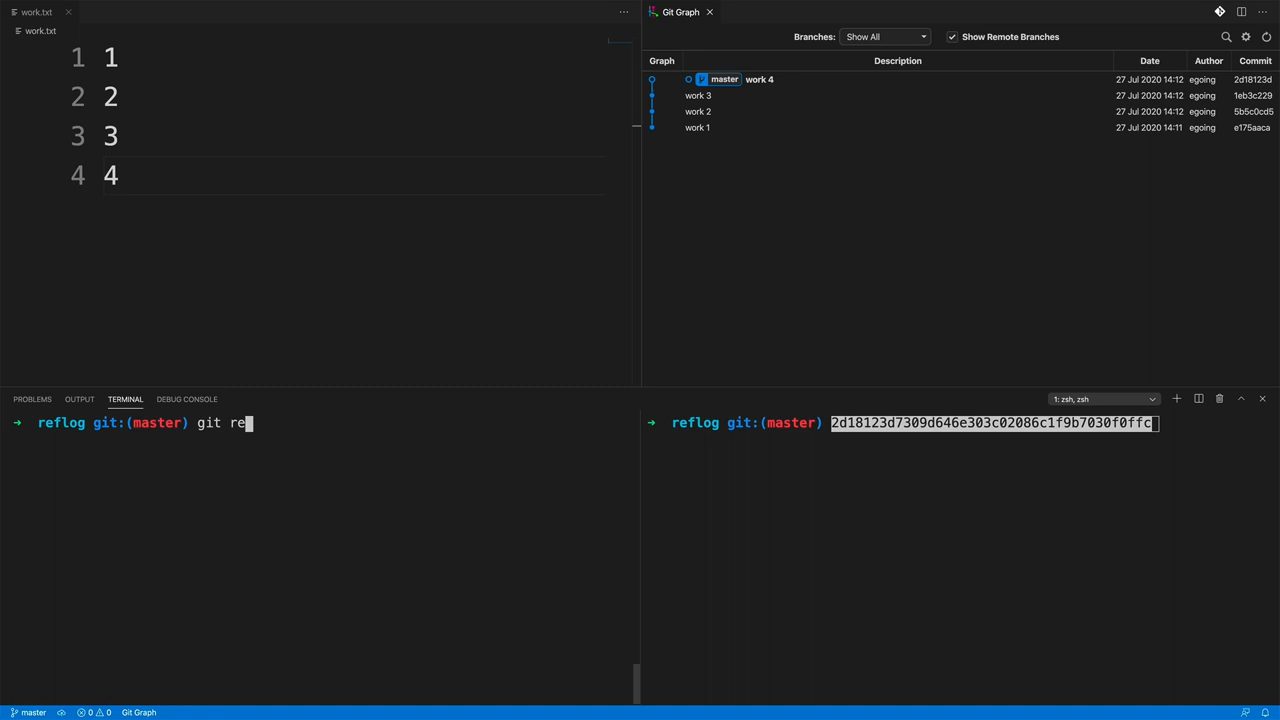 work.txt
work.txt
1 1
2 2
3 3
4 4
Git Graph
Branches: Show All Show Remote Branches
Graph Description Date Author Commit
master work 4 27 Jul 2020 14:12 egoing 2d18123d
work 3 27 Jul 2020 14:12 egoing 1eb3c229
work 2 27 Jul 2020 14:12 egoing 5b5c0cd5
work 1 27 Jul 2020 14:11 egoing e175aaca
PROBLEMS OUTPUT TERMINAL DEBUG CONSOLE 1: zsh, zsh
→ reflog git:(master) git re
→ reflog git:(master) 2d18123d7309d646e303c02086c1f9b7030f0ffc
master 0 0 Git Graph